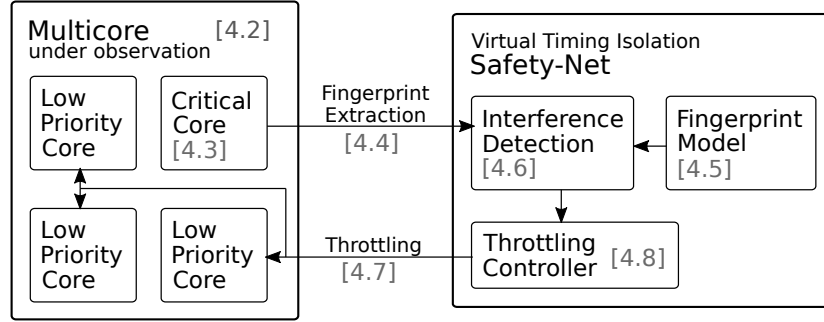 Multicore [4.2]
under observation
Low
Priority
Core
Critical
Core
[4.3]
Low
Priority
Core
Low
Priority
Core
Fingerprint
Extraction
[4.4]
Throttling
[4.7]
Virtual Timing Isolation
Safety-Net
Interference
Detection
[4.6]
Fingerprint
Model
[4.5]
Throttling
Controller [4.8]